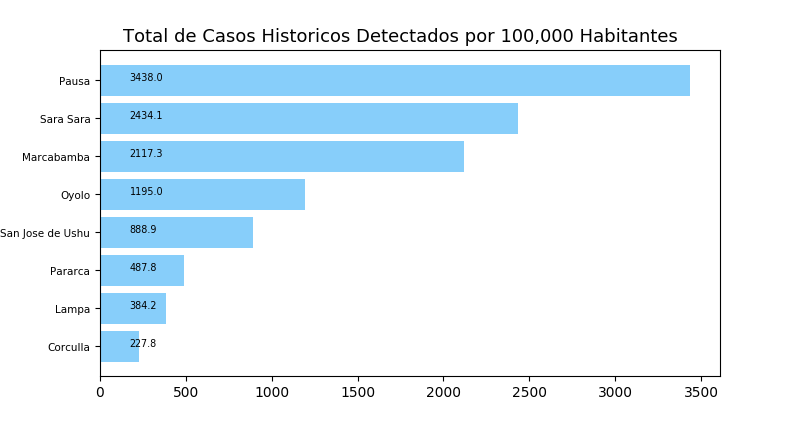 Total de Casos Historicos Detectados por 100,000 Habitantes
Pausa 3438.0
Sara Sara 2434.1
Marcabamba 2117.3
Oyolo 1195.0
San Jose de Ushu 888.9
Pararca 487.8
Lampa 384.2
Corculla 227.8
0 500 1000 1500 2000 2500 3000 3500